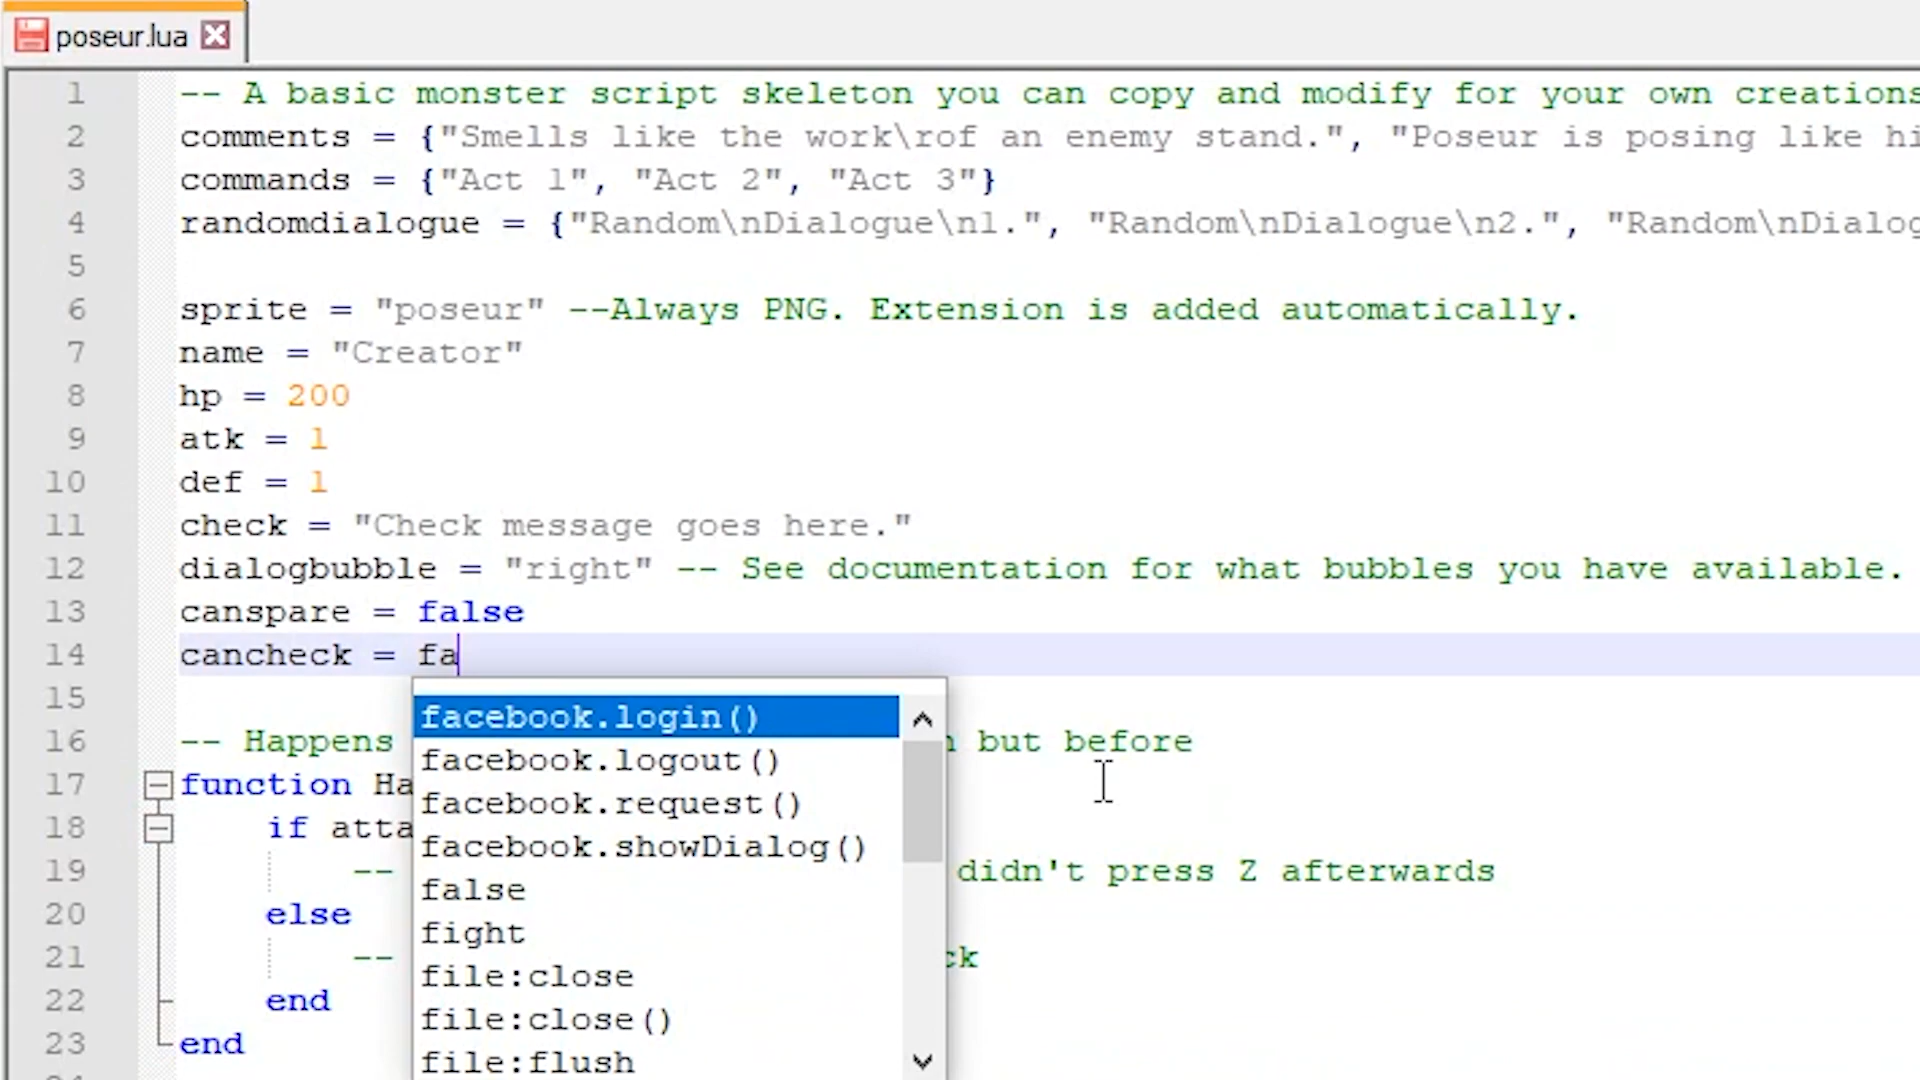 poseur.lua
1 -- A basic monster script skeleton you can copy and modify for your own creations
2 comments = {"Smells like the work\rof an enemy stand.", "Poseur is posing like hi
3 commands = {"Act 1", "Act 2", "Act 3"}
4 randomdialogue = {"Random\nDialogue\n1.", "Random\nDialogue\n2.", "Random\nDialog
5
6 sprite = "poseur" --Always PNG. Extension is added automatically.
7 name = "Creator"
8 hp = 200
9 atk = 1
10 def = 1
11 check = "Check message goes here."
12 dialogbubble = "right" -- See documentation for what bubbles you have available.
13 canspare = false
14 cancheck = fa
15
facebook.login()
16 -- Happens but before
facebook.logout()
17 function Ha
facebook.request()
18 if atta
facebook.showDialog()
19 -- didn't press Z afterwards
false
20 else
fight
21 -- ck
file:close
22 end
file:close()
23 end
file:flush